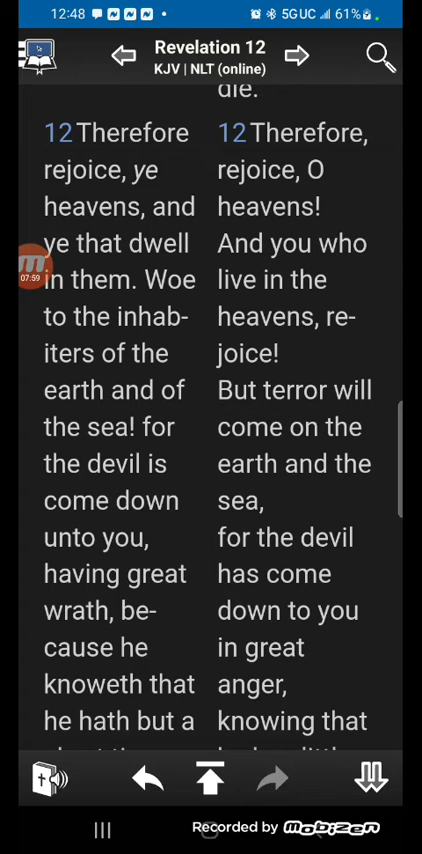 12:48 5GUC 61%
Revelation 12
KJV | NLT (online)
die.
12 Therefore
rejoice, ye
heavens, and
ye that dwell
in them. Woe
to the inhab-
iters of the
earth and of
the sea! for
the devil is
come down
unto you,
having great
wrath, be-
cause he
knoweth that
he hath but a
12 Therefore,
rejoice, O
heavens!
And you who
live in the
heavens, re-
joice!
But terror will
come on the
earth and the
sea,
for the devil
has come
down to you
in great
anger,
knowing that
07:59
Recorded by mobizen